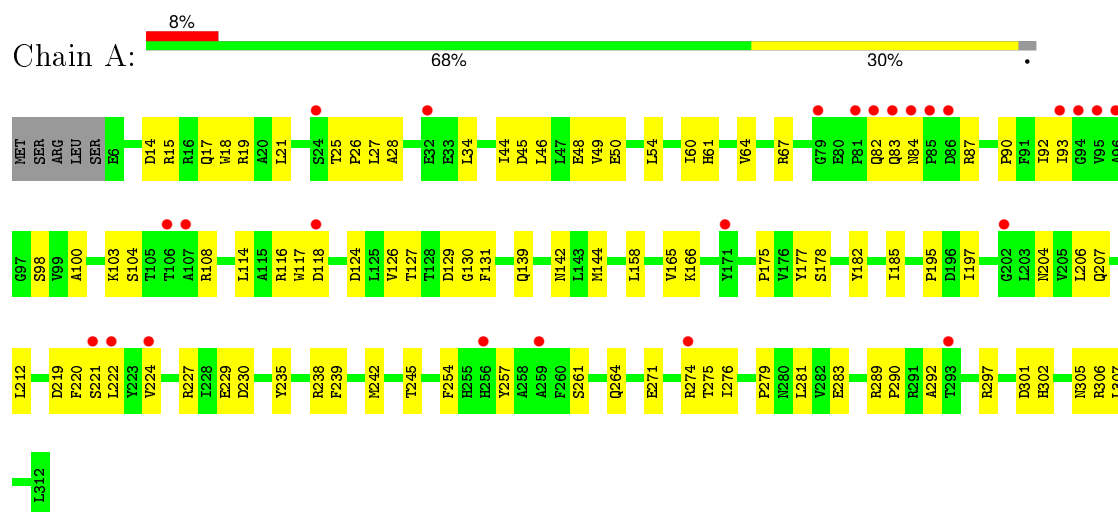 8%
Chain A:
68% 30% •
MET SER ARG LEU SER E6 D14 R15 R16 Q17 W18 R19 A20 L21 S24 T25 P26 L27 A28 E32 E33 L34 I44 D45 L46 L47 E48 V49 E50 L54 I60 H61 V64 R67 G79 E80 P81 Q82 Q83 N84 P85 D86 R87 P90 F91 I92 I93 G94 V95 A96
G97 S98 V99 A100 K103 S104 T105 T106 A107 R108 L114 A115 R116 W117 D118 D124 L125 V126 T127 T128 D129 G130 F131 Q139 N142 L143 M144 L158 V165 K166 Y171 P175 V176 Y177 S178 Y182 I185 P195 D196 I197 G202 L203 N204 V205 L206 Q207
L212 D219 F220 S221 L222 Y223 V224 R227 I228 E229 D230 Y235 R238 F239 M242 T245 F254 H255 H256 Y257 A258 A259 F260 S261 Q264 E271 R274 T275 I276 P279 N280 L281 V282 E283 R289 P290 R291 A292 T293 R297 D301 H302 N305 R306 L307
L312